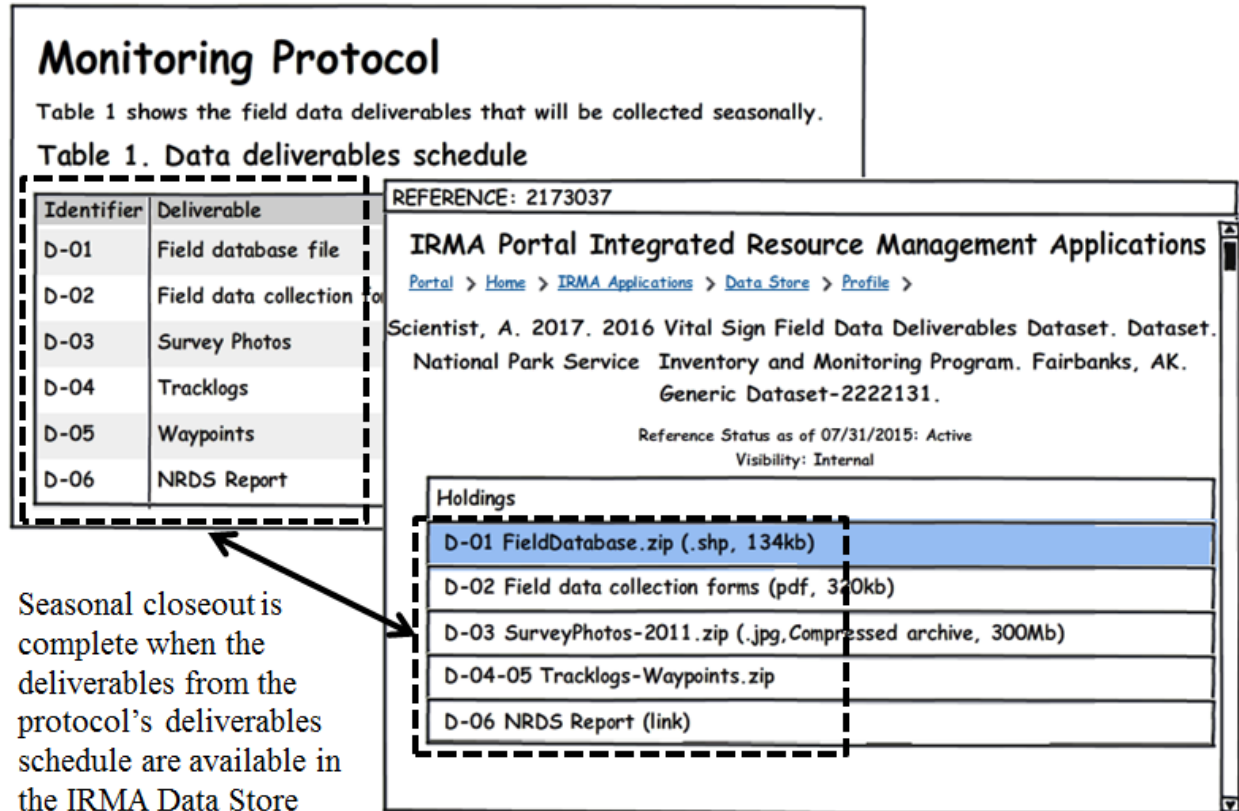 Monitoring Protocol
Table 1 shows the field data deliverables that will be collected seasonally.
Table 1. Data deliverables schedule
Identifier Deliverable
D-01 Field database file
D-02 Field data collection fo
D-03 Survey Photos
D-04 Tracklogs
D-05 Waypoints
D-06 NRDS Report
REFERENCE: 2173037
IRMA Portal Integrated Resource Management Applications
Portal > Home > IRMA Applications > Data Store > Profile >
Scientist, A. 2017. 2016 Vital Sign Field Data Deliverables Dataset. Dataset.
National Park Service Inventory and Monitoring Program. Fairbanks, AK.
Generic Dataset-2222131.
Reference Status as of 07/31/2015: Active
Visibility: Internal
Holdings
D-01 FieldDatabase.zip (.shp, 134kb)
D-02 Field data collection forms (pdf, 320kb)
D-03 SurveyPhotos-2011.zip (.jpg,Compressed archive, 300Mb)
D-04-05 Tracklogs-Waypoints.zip
D-06 NRDS Report (link)
Seasonal closeout is
complete when the
deliverables from the
protocol's deliverables
schedule are available in
the IRMA Data Store